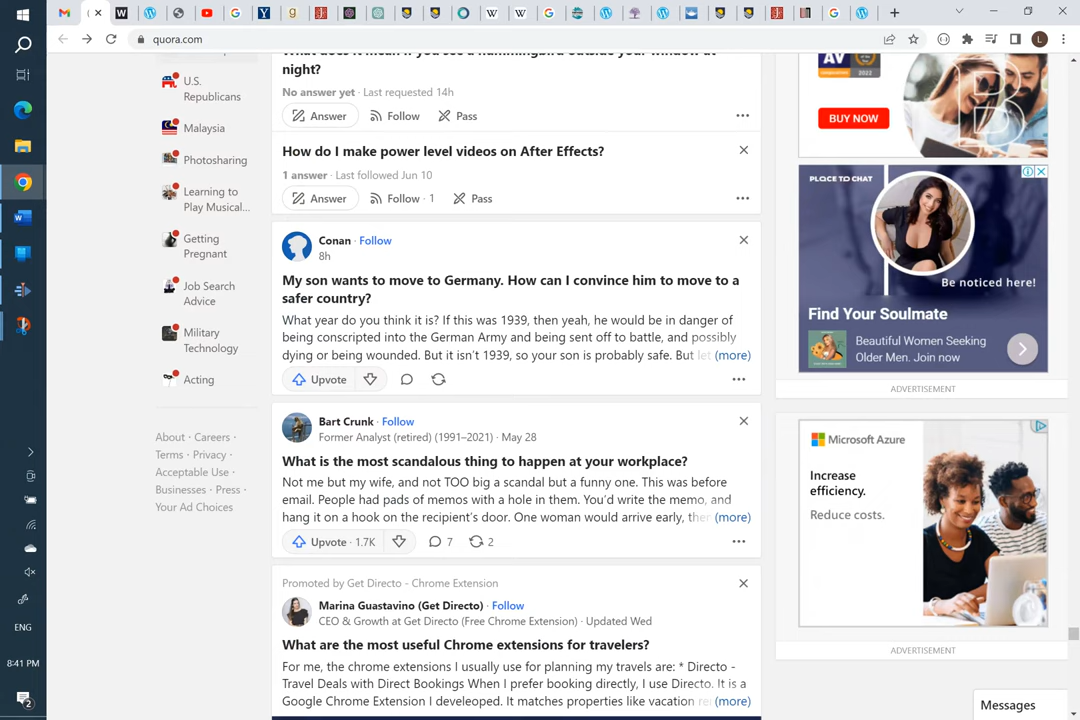 quora.com
U.S.
Republicans
Malaysia
Photosharing
Learning to
Play Musical...
Getting
Pregnant
Job Search
Advice
Military
Technology
Acting
About · Careers ·
Terms · Privacy ·
Acceptable Use ·
Businesses · Press ·
Your Ad Choices
ENG
8:41 PM
2
night?
No answer yet · Last requested 14h
Answer Follow Pass
How do I make power level videos on After Effects?
1 answer · Last followed Jun 10
Answer Follow · 1 Pass
Conan · Follow
8h
My son wants to move to Germany. How can I convince him to move to a
safer country?
What year do you think it is? If this was 1939, then yeah, he would be in danger of
being conscripted into the German Army and being sent off to battle, and possibly
dying or being wounded. But it isn't 1939, so your son is probably safe. But let (more)
Upvote
Bart Crunk · Follow
Former Analyst (retired) (1991–2021) · May 28
What is the most scandalous thing to happen at your workplace?
Not me but my wife, and not TOO big a scandal but a funny one. This was before
email. People had pads of memos with a hole in them. You'd write the memo, and
hang it on a hook on the recipient's door. One woman would arrive early, then (more)
Upvote · 1.7K 7 2
Promoted by Get Directo - Chrome Extension
Marina Guastavino (Get Directo) · Follow
CEO & Growth at Get Directo (Free Chrome Extension) · Updated Wed
What are the most useful Chrome extensions for travelers?
For me, the chrome extensions I usually use for planning my travels are: * Directo -
Travel Deals with Direct Bookings When I prefer booking directly, I use Directo. It is a
Google Chrome Extension I develeoped. It matches properties like vacation (more)
AV
2022
BUY NOW
PLACE TO CHAT
Be noticed here!
Find Your Soulmate
Beautiful Women Seeking
Older Men. Join now
ADVERTISEMENT
Microsoft Azure
Increase
efficiency.
Reduce costs.
ADVERTISEMENT
Messages